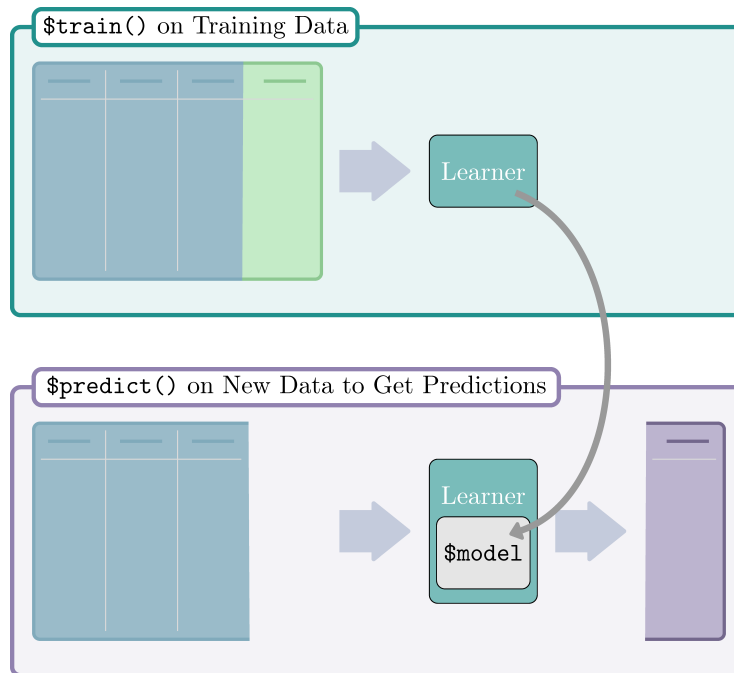 $train() on Training Data
Learner
$predict() on New Data to Get Predictions
Learner
$model